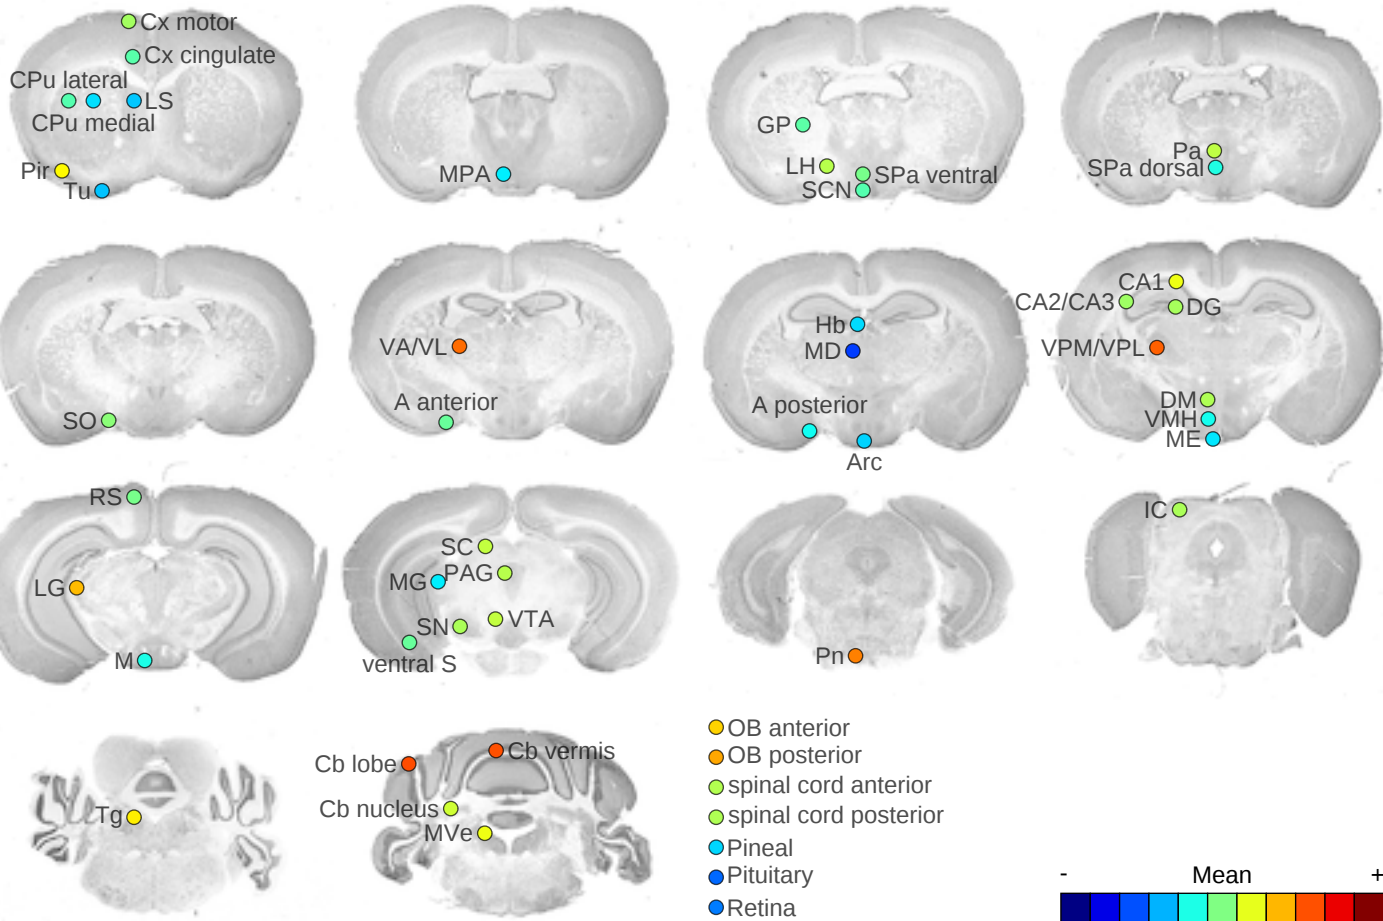 Cx motor
Cx cingulate
CPu lateral
LS
CPu medial
Pir
Tu
MPA
GP
LH
SPa ventral
SCN
Pa
SPa dorsal
SO
VA/VL
A anterior
Hb
MD
A posterior
Arc
CA1
CA2/CA3
DG
VPM/VPL
DM
VMH
ME
RS
LG
M
SC
MG
PAG
SN
VTA
ventral S
Pn
IC
Tg
Cb lobe
Cb vermis
Cb nucleus
MVe
OB anterior
OB posterior
spinal cord anterior
spinal cord posterior
Pineal
Pituitary
Retina
- Mean +